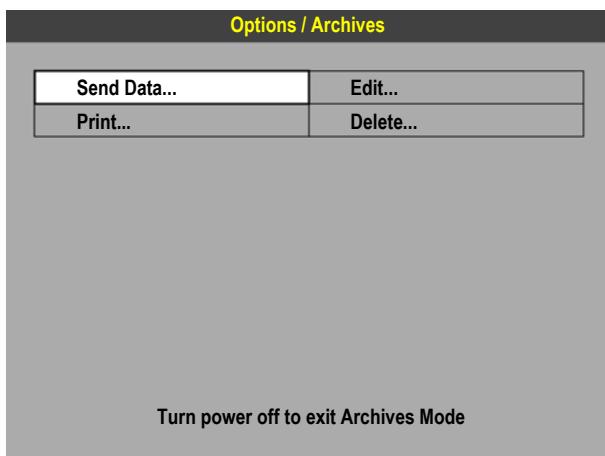 Options / Archives
Send Data... Edit...
Print... Delete...
Turn power off to exit Archives Mode